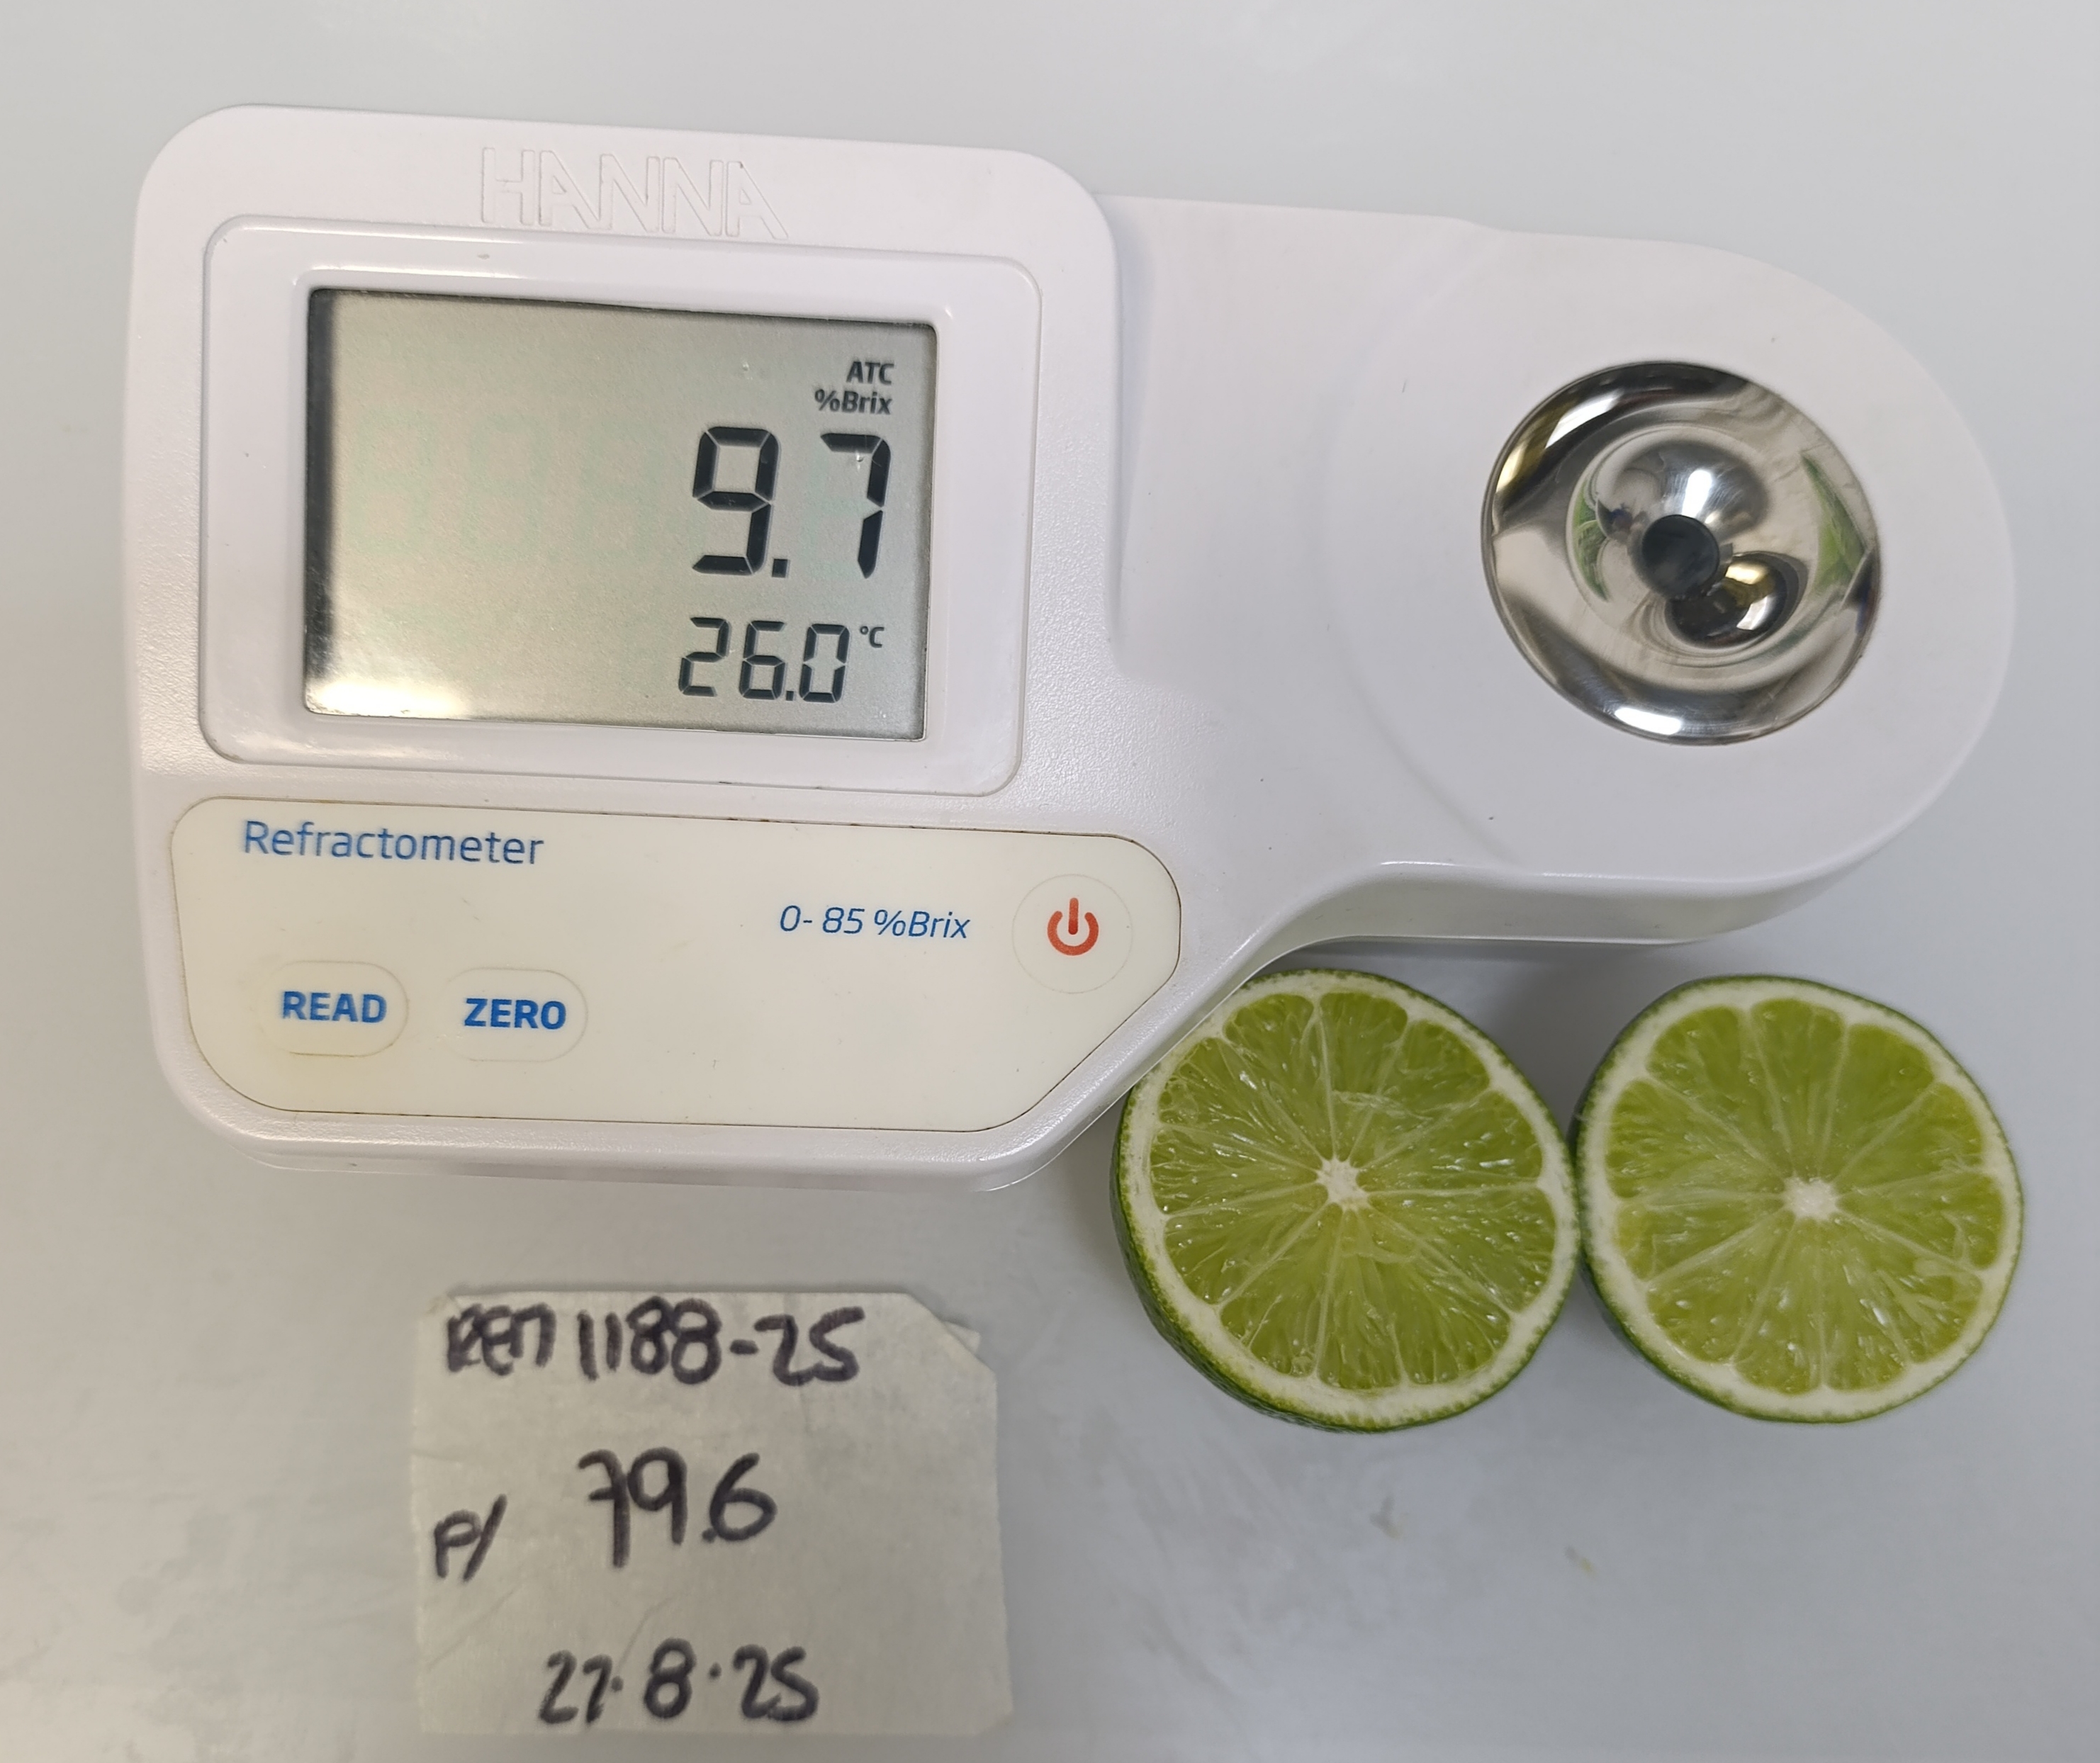 HANNA
ATC
%Brix
9.7
26.0 °C
Refractometer
0-85 %Brix
READ ZERO
REM 1188-25
P/ 79.6
27.8.25